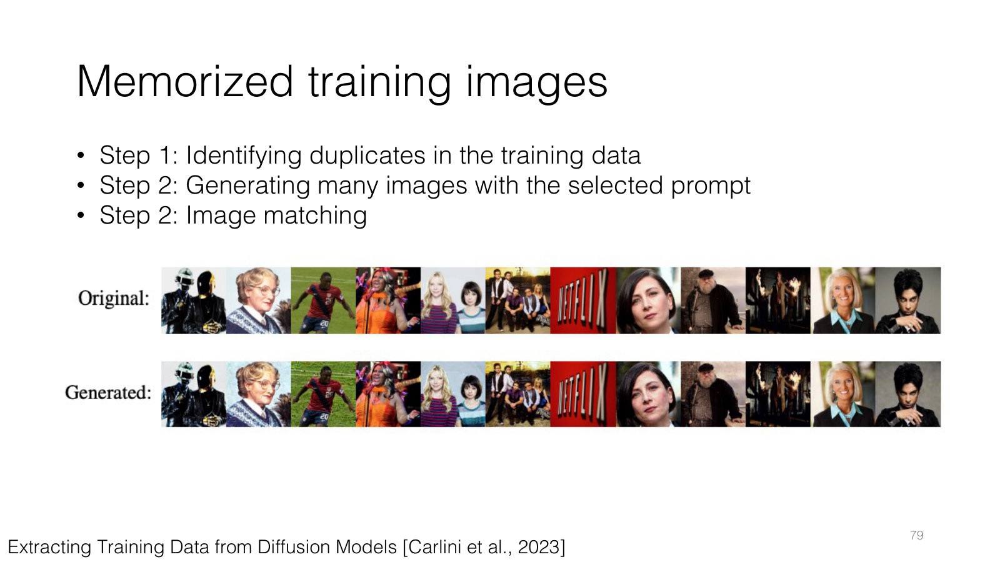 Memorized training images
• Step 1: Identifying duplicates in the training data
• Step 2: Generating many images with the selected prompt
• Step 2: Image matching
Original:
NETFLIX
20
Generated:
NETFLIX
20
Extracting Training Data from Diffusion Models [Carlini et al., 2023]
79